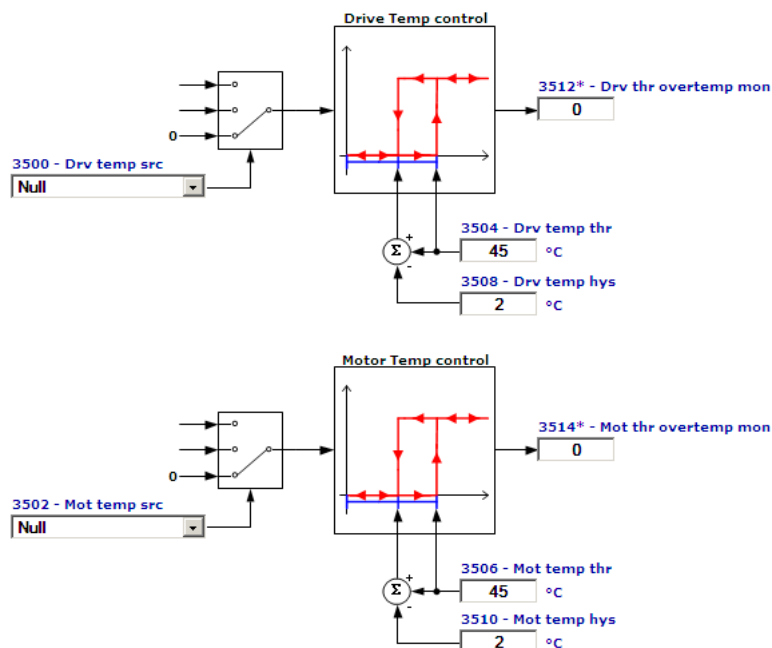 Drive Temp control
3512* - Drv thr overtemp mon
0
0
3500 - Drv temp src
Null
3504 - Drv temp thr
+
Σ
45 °C
-
3508 - Drv temp hys
2 °C
Motor Temp control
3514* - Mot thr overtemp mon
0
0
3502 - Mot temp src
Null
3506 - Mot temp thr
+
Σ
45 °C
-
3510 - Mot temp hys
2 °C